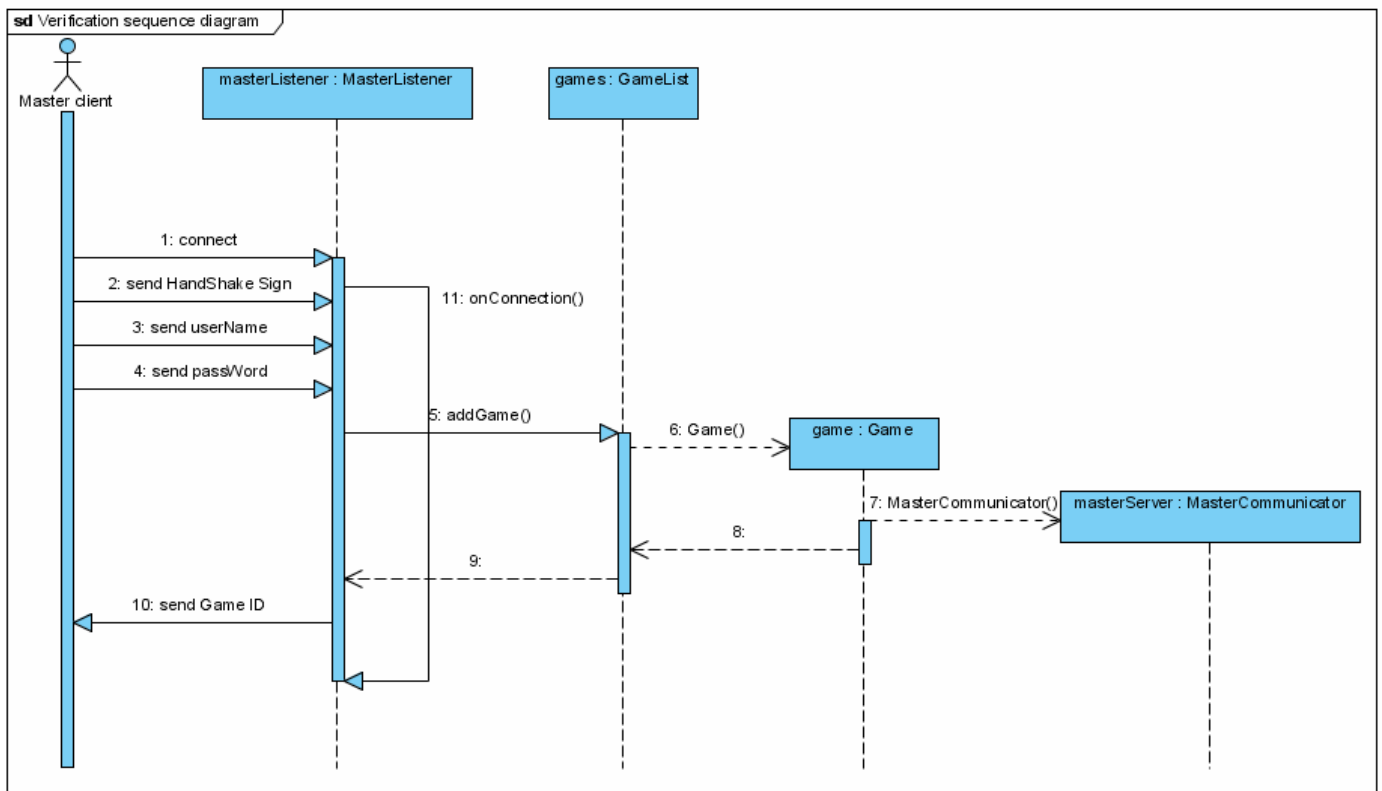 sd Verification sequence diagram
Master client
masterListener : MasterListener
games : GameList
1: connect
2: send HandShake Sign
11: onConnection()
3: send userName
4: send passWord
5: addGame()
6: Game()
game : Game
7: MasterCommunicator()
masterServer : MasterCommunicator
8:
9:
10: send Game ID